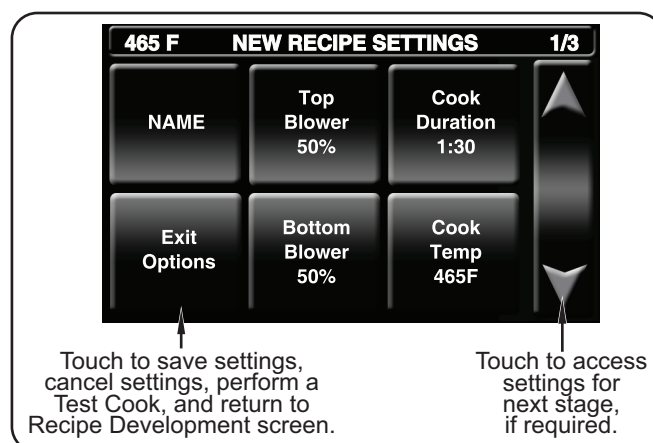 465 F NEW RECIPE SETTINGS 1/3
NAME
Top
Blower
50%
Cook
Duration
1:30
Exit
Options
Bottom
Blower
50%
Cook
Temp
465F
Touch to save settings,
cancel settings, perform a
Test Cook, and return to
Recipe Development screen.
Touch to access
settings for
next stage,
if required.